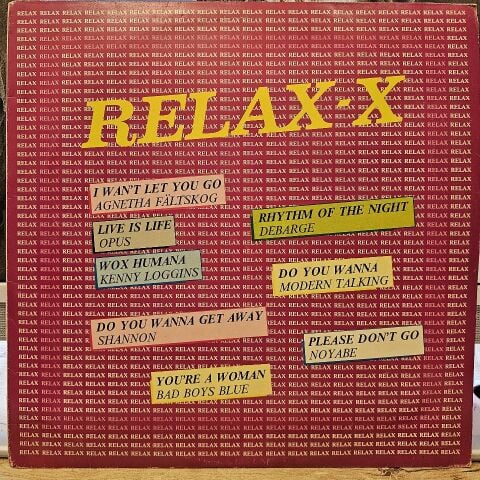 RELAX-X
I WAN'T LET YOU GO
AGNETHA FÄLTSKOG
LIVE IS LIFE
OPUS
RHYTHM OF THE NIGHT
DEBARGE
WOX HUMANA
KENNY LOGGINS
DO YOU WANNA
MODERN TALKING
DO YOU WANNA GET AWAY
SHANNON
PLEASE DON'T GO
NOYABE
YOU'RE A WOMAN
BAD BOYS BLUE